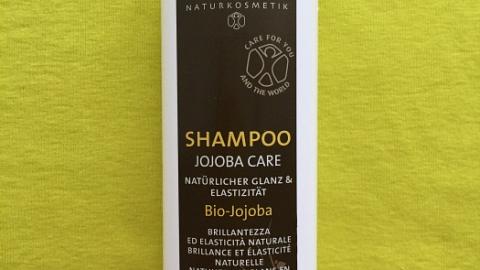 NATURKOSMETIK
CARE FOR YOU
AND THE WORLD
SHAMPOO
JOJOBA CARE
NATÜRLICHER GLANZ &
ELASTIZITÄT
Bio-Jojoba
BRILLANTEZZA
ED ELASTICITÀ NATURALE
BRILLANCE ET ÉLASTICITÉ
NATURELLE